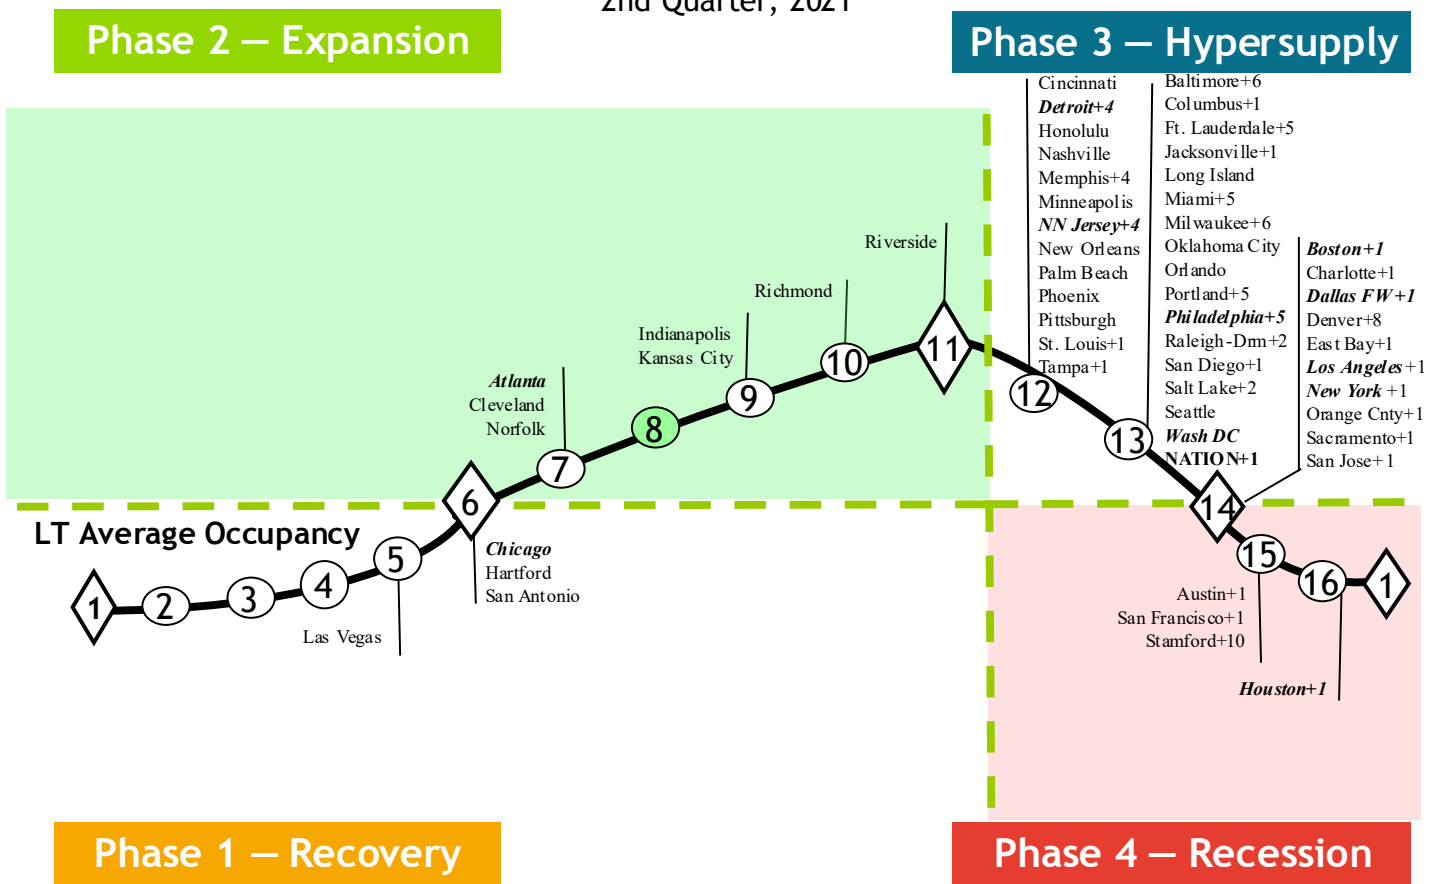 2nd Quarter, 2021
Phase 2 — Expansion
Phase 3 — Hypersupply
Cincinnati
Detroit+4
Honolulu
Nashville
Memphis+4
Minneapolis
NN Jersey+4
New Orleans
Palm Beach
Phoenix
Pittsburgh
St. Louis+1
Tampa+1
Baltimore+6
Columbus+1
Ft. Lauderdale+5
Jacksonville+1
Long Island
Miami+5
Milwaukee+6
Oklahoma City
Orlando
Portland+5
Philadelphia+5
Raleigh-Drm+2
San Diego+1
Salt Lake+2
Seattle
Wash DC
NATION+1
Boston+1
Charlotte+1
Dallas FW+1
Denver+8
East Bay+1
Los Angeles+1
New York +1
Orange Cnty+1
Sacramento+1
San Jose+1
Riverside
Richmond
Indianapolis
Kansas City
Atlanta
Cleveland
Norfolk
11
10
9
8
7
6
12
13
14
LT Average Occupancy
1
2
3
4
5
15
16
1
Chicago
Hartford
San Antonio
Las Vegas
Austin+1
San Francisco+1
Stamford+10
Houston+1
Phase 1 — Recovery
Phase 4 — Recession